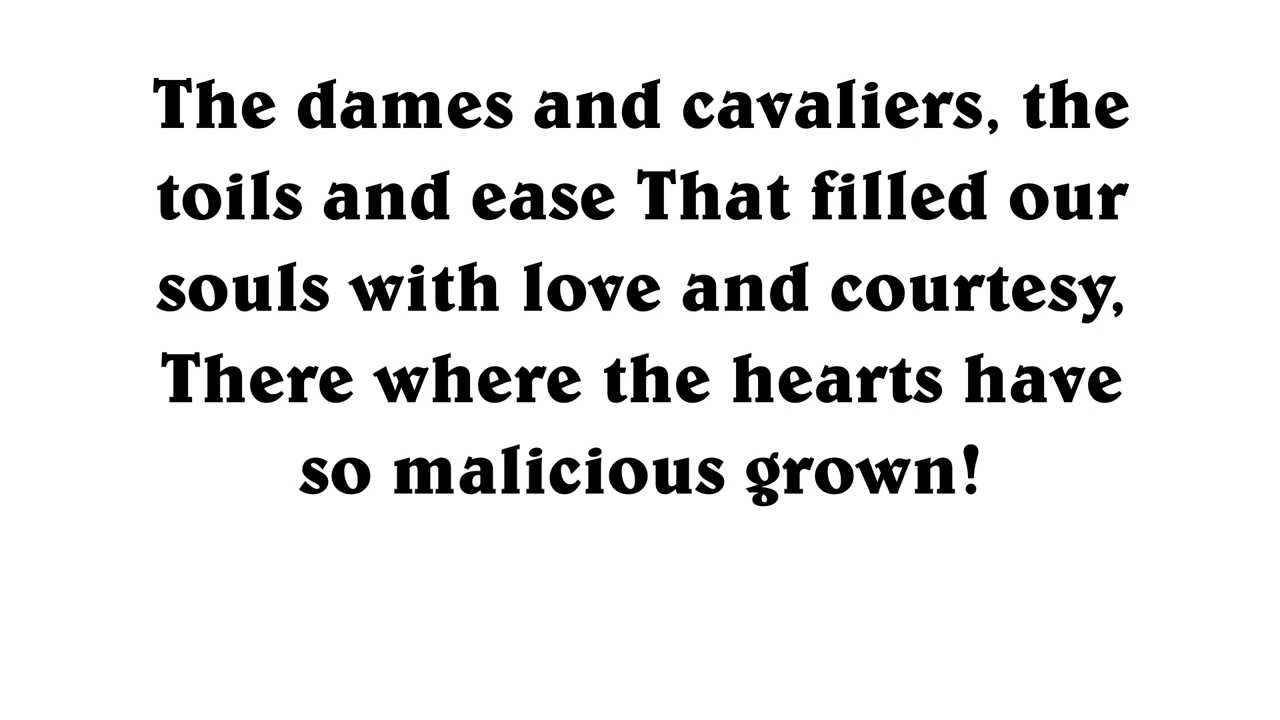 The dames and cavaliers, the
toils and ease That filled our
souls with love and courtesy,
There where the hearts have
so malicious grown!